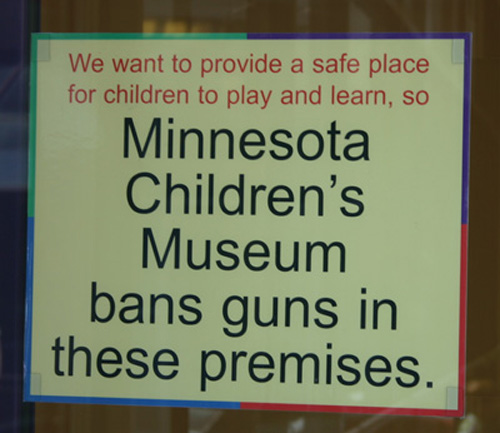 We want to provide a safe place
for children to play and learn, so
Minnesota
Children's
Museum
bans guns in
these premises.